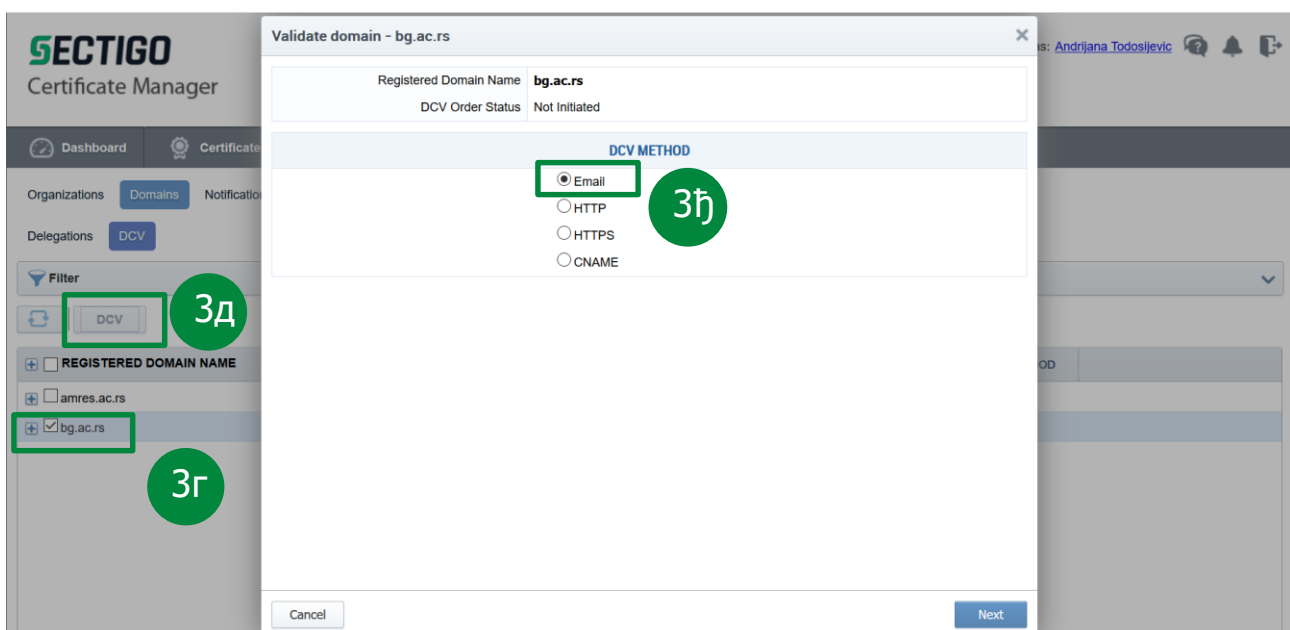 SECTIGO
Certificate Manager
Validate domain - bg.ac.rs
as: Andrijana Todosijevic
Registered Domain Name bg.ac.rs
DCV Order Status Not Initiated
Dashboard
Certificate
DCV METHOD
Organizations Domains Notification
Email
HTTP
HTTPS
CNAME
3ђ
Delegations DCV
Filter
DCV
3д
REGISTERED DOMAIN NAME
OD
amres.ac.rs
bg.ac.rs
3г
Cancel
Next